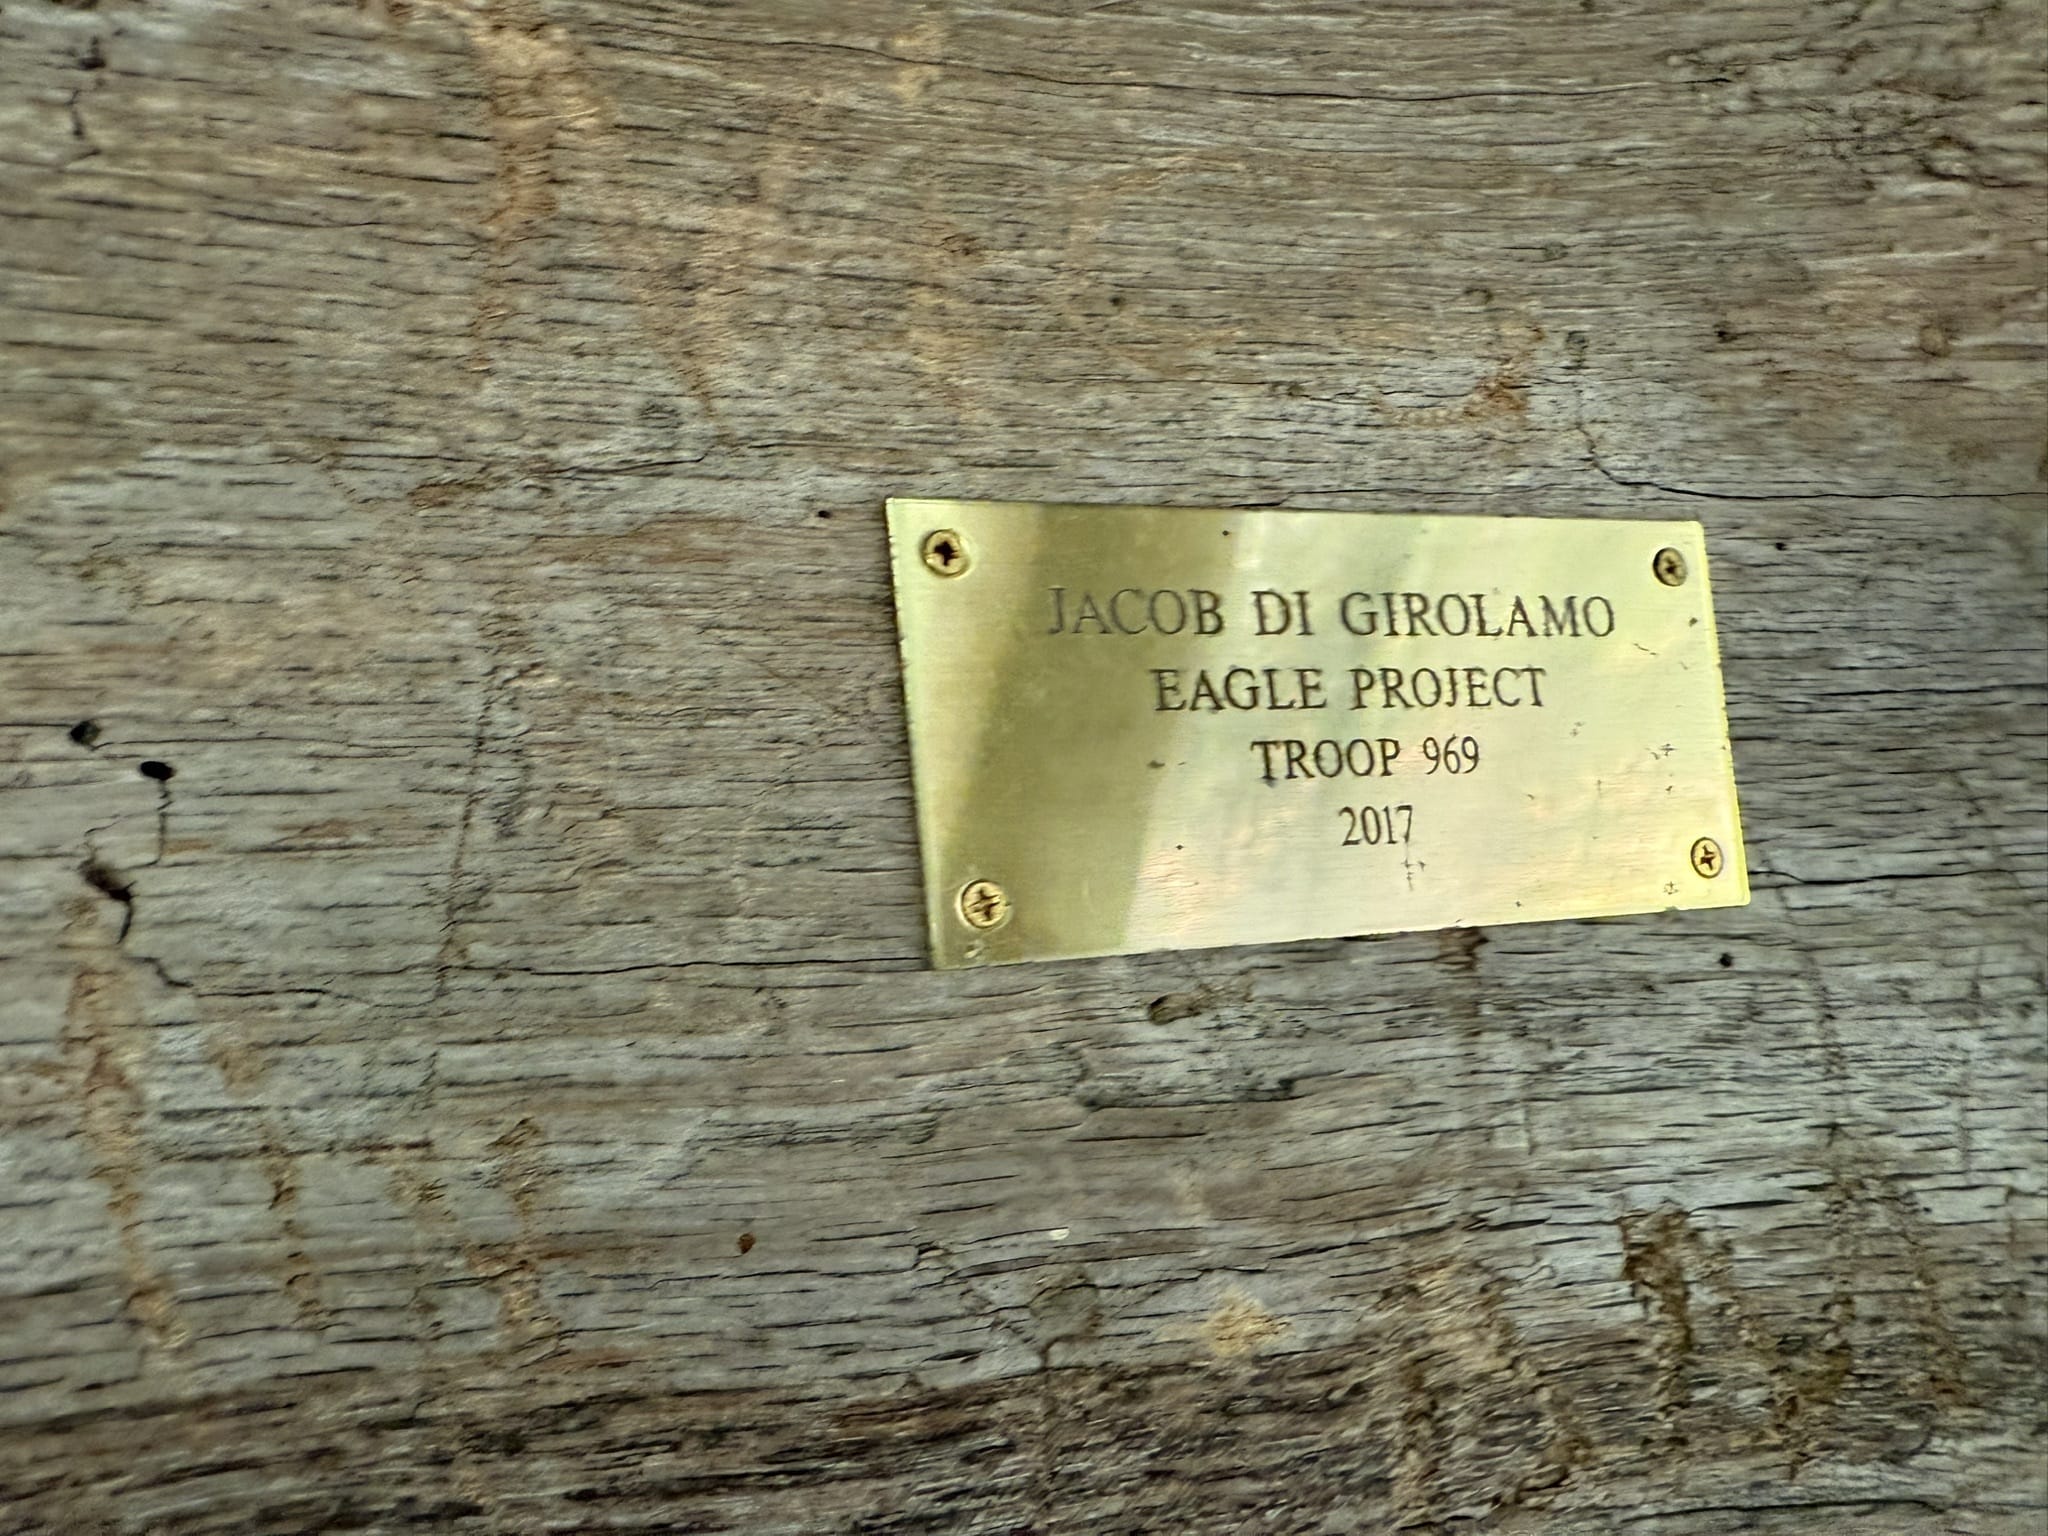 JACOB DI GIROLAMO
EAGLE PROJECT
TROOP 969
2017